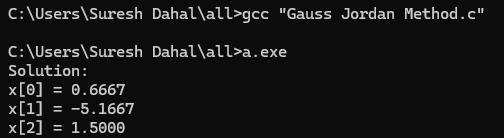 C:\Users\Suresh Dahal\all>gcc "Gauss Jordan Method.c"
C:\Users\Suresh Dahal\all>a.exe
Solution:
x[0] = 0.6667
x[1] = -5.1667
x[2] = 1.5000